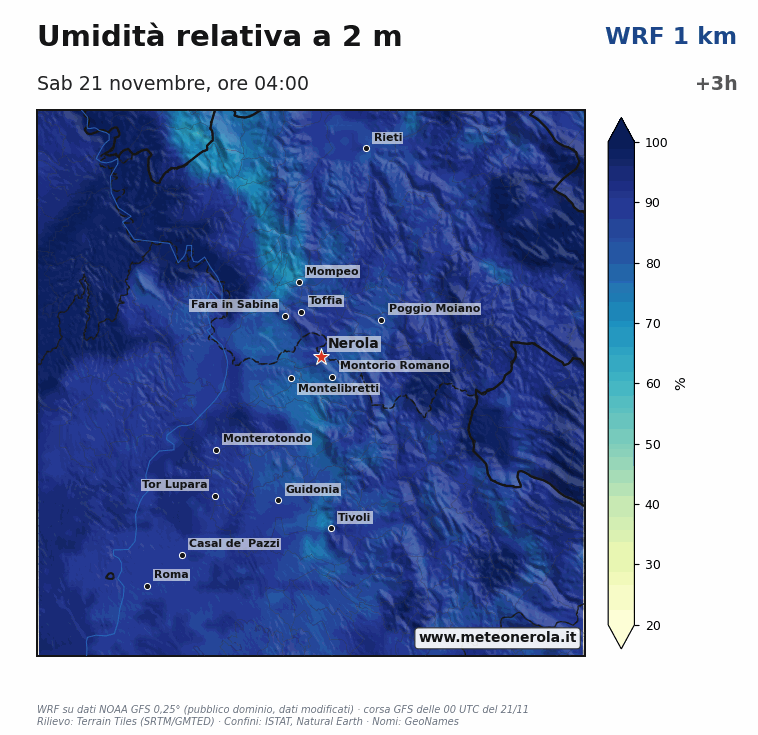 Umidità relativa a 2 m
WRF 1 km
Sab 21 novembre, ore 04:00
+3h
Rieti
Mompeo
Toffia
Fara in Sabina
Poggio Moiano
Nerola
Montorio Romano
Montelibretti
Monterotondo
Tor Lupara
Guidonia
Tivoli
Casal de' Pazzi
Roma
www.meteonerola.it
100
90
80
70
60
50
40
30
20
%
WRF su dati NOAA GFS 0,25° (pubblico dominio, dati modificati) · corsa GFS delle 00 UTC del 21/11
Rilievo: Terrain Tiles (SRTM/GMTED) · Confini: ISTAT, Natural Earth · Nomi: GeoNames